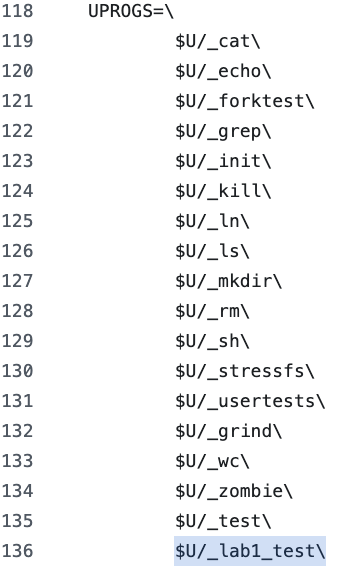 118 UPROGS=\
119 $U/_cat\
120 $U/_echo\
121 $U/_forktest\
122 $U/_grep\
123 $U/_init\
124 $U/_kill\
125 $U/_ln\
126 $U/_ls\
127 $U/_mkdir\
128 $U/_rm\
129 $U/_sh\
130 $U/_stressfs\
131 $U/_usertests\
132 $U/_grind\
133 $U/_wc\
134 $U/_zombie\
135 $U/_test\
136 $U/_lab1_test\